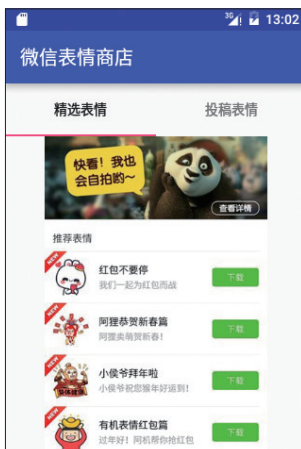 3G
13:02
微信表情商店
精选表情
投稿表情
快看！我也
会自拍哟～
查看详情
推荐表情
NEW
红包不要停
我们一起为红包而战
下载
NEW
阿狸恭贺新春篇
阿狸卖萌贺新春！
下载
NEW
小侯爷拜年啦
小侯爷祝您猴年好运到！
下载
NEW
有机表情红包篇
过年好！阿机帮你抢红包
下载